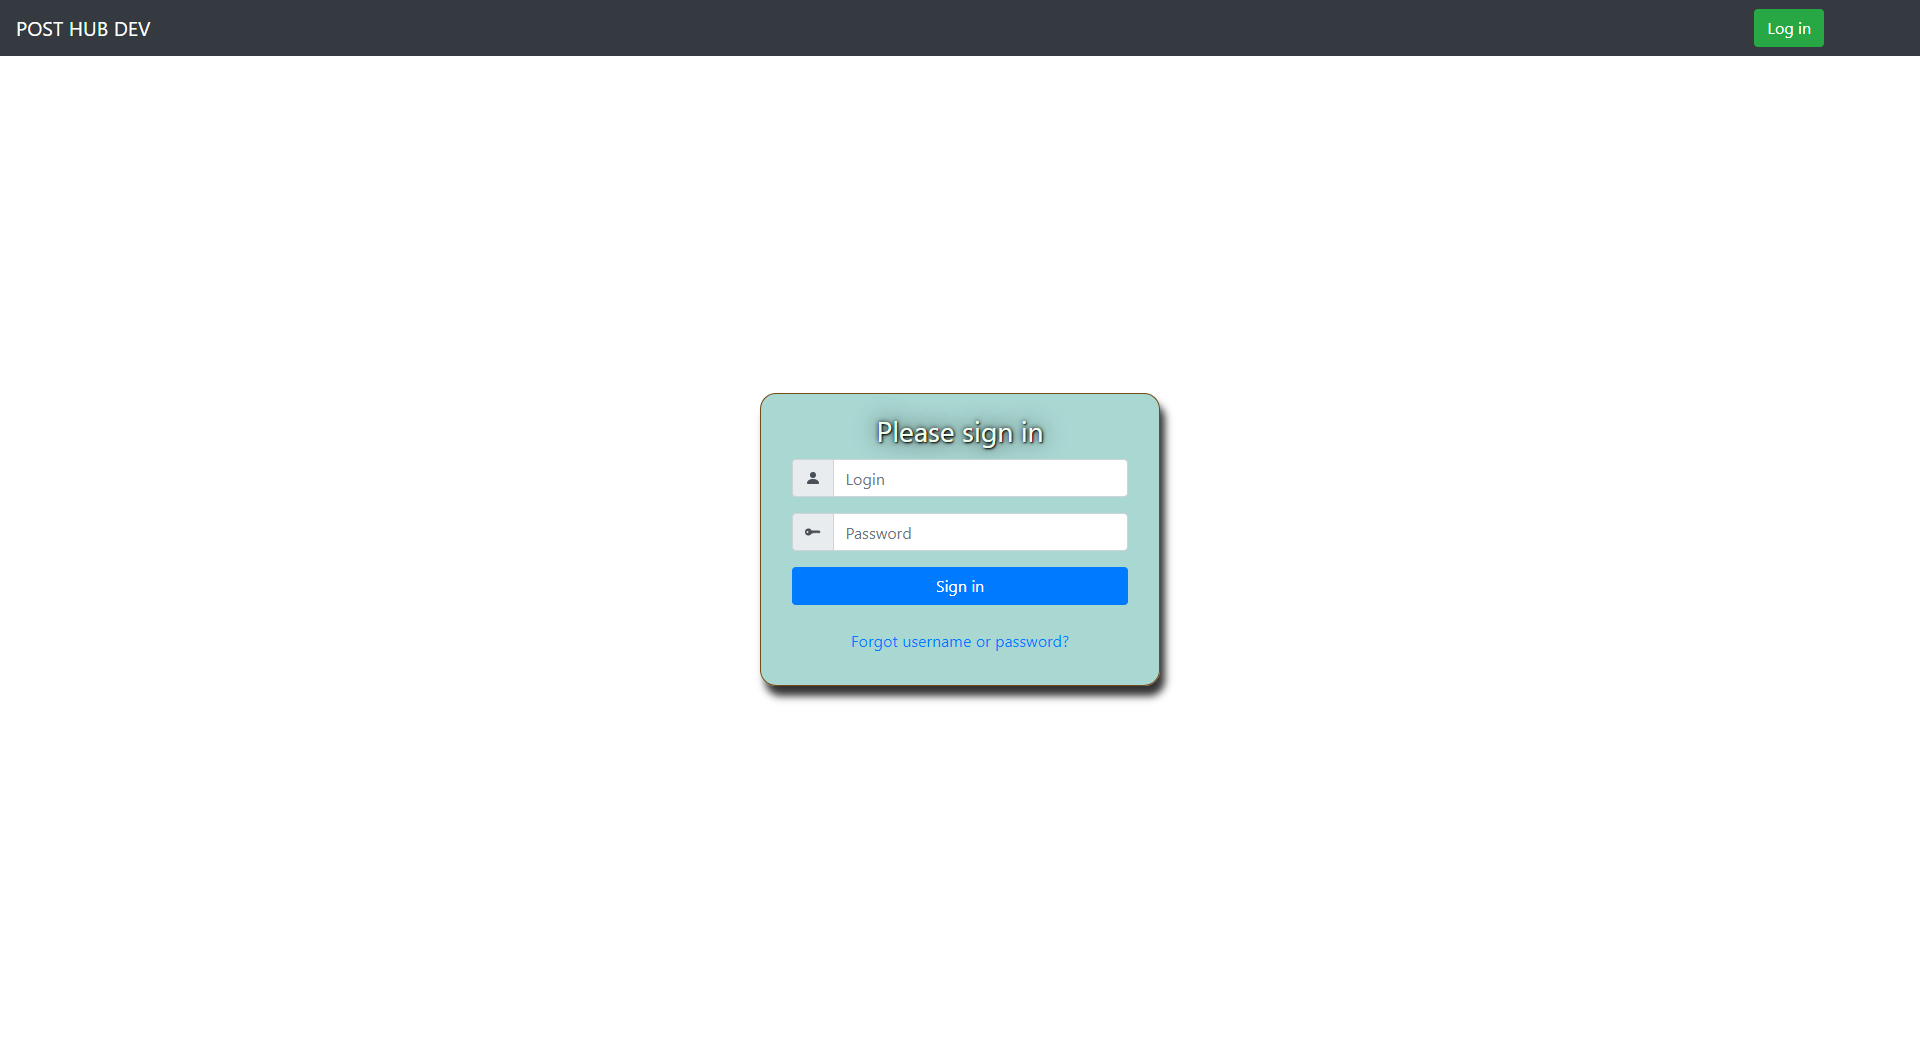 POST HUB DEV
Log in
Please sign in
Login
Password
Sign in
Forgot username or password?